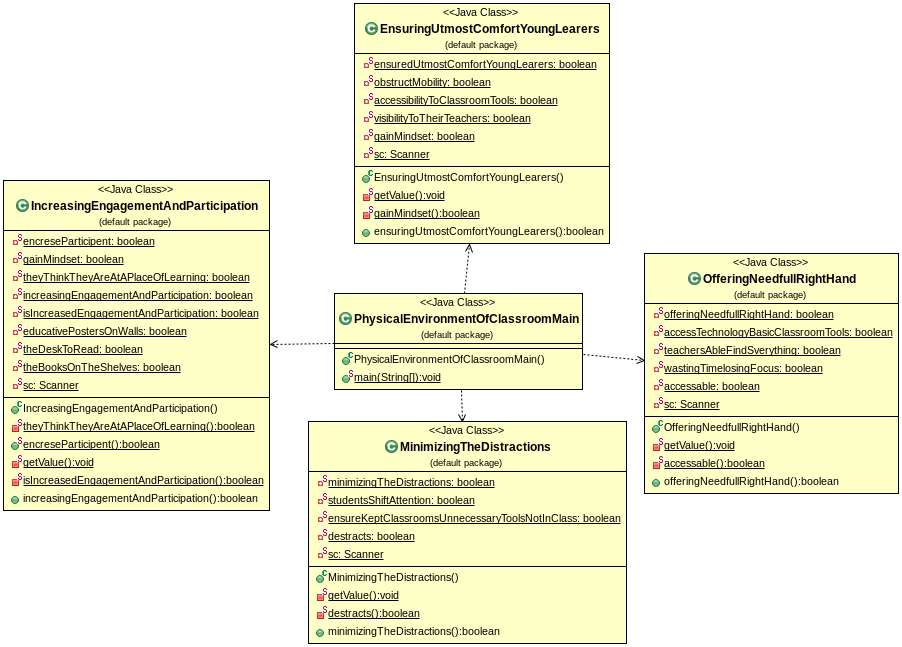 <<Java Class>>
EnsuringUtmostComfortYoungLearers
(default package)
ensuredUtmostComfortYoungLearers: boolean
obstructMobility: boolean
accessibilityToClassroomTools: boolean
visibilityToTheirTeachers: boolean
gainMindset: boolean
sc: Scanner
EnsuringUtmostComfortYoungLearers()
getValue():void
gainMindset():boolean
ensuringUtmostComfortYoungLearers():boolean
<<Java Class>>
IncreasingEngagementAndParticipation
(default package)
encreseParticipent: boolean
gainMindset: boolean
theyThinkTheyAreAtAPlaceOfLearning: boolean
increasingEngagementAndParticipation: boolean
isIncreasedEngagementAndParticipation: boolean
educativePostersOnWalls: boolean
theDeskToRead: boolean
theBooksOnTheShelves: boolean
sc: Scanner
IncreasingEngagementAndParticipation()
theyThinkTheyAreAtAPlaceOfLearning():boolean
encreseParticipent():boolean
getValue():void
isIncreasedEngagementAndParticipation():boolean
increasingEngagementAndParticipation():boolean
<<Java Class>>
PhysicalEnvironmentOfClassroomMain
(default package)
PhysicalEnvironmentOfClassroomMain()
main(String[]):void
<<Java Class>>
OfferingNeedfullRightHand
(default package)
offeringNeedfullRightHand: boolean
accessTechnologyBasicClassroomTools: boolean
teachersAbleFindSverything: boolean
wastingTimelosingFocus: boolean
accessable: boolean
sc: Scanner
OfferingNeedfullRightHand()
getValue():void
accessable():boolean
offeringNeedfullRightHand():boolean
<<Java Class>>
MinimizingTheDistractions
(default package)
minimizingTheDistractions: boolean
studentsShiftAttention: boolean
ensureKeptClassroomsUnnecessaryToolsNotInClass: boolean
destracts: boolean
sc: Scanner
MinimizingTheDistractions()
getValue():void
destracts():boolean
minimizingTheDistractions():boolean